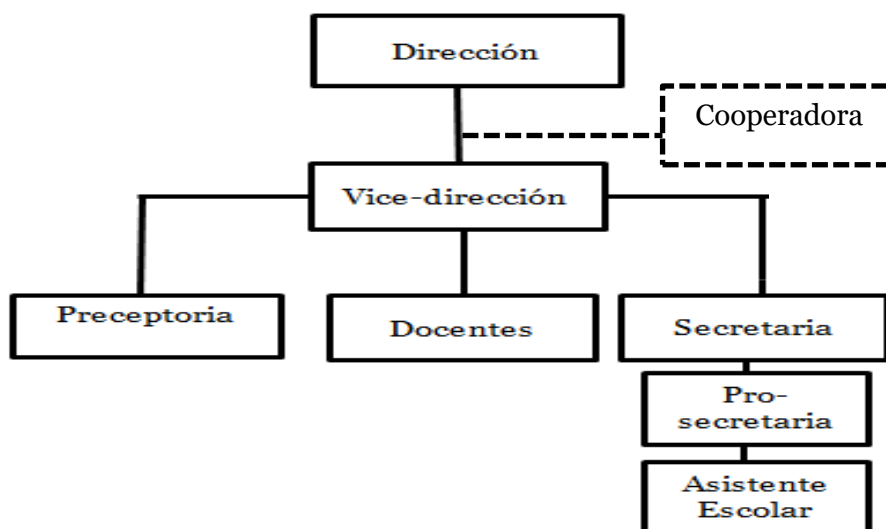 Dirección
Cooperadora
Vice-dirección
Preceptoria
Docentes
Secretaria
Pro-
secretaria
Asistente
Escolar